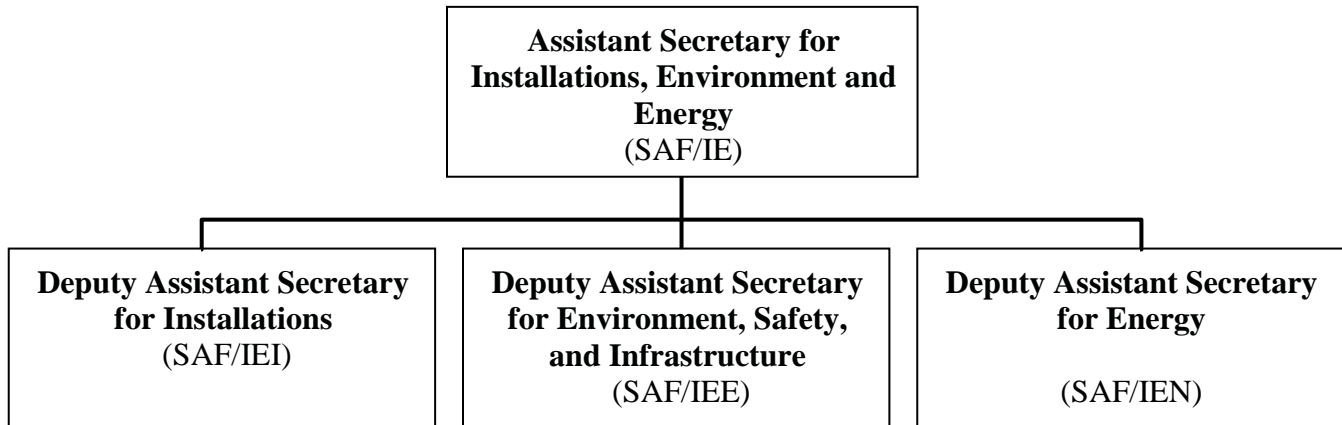 Assistant Secretary for
Installations, Environment and
Energy
(SAF/IE)
Deputy Assistant Secretary
for Installations
(SAF/IEI)
Deputy Assistant Secretary
for Environment, Safety,
and Infrastructure
(SAF/IEE)
Deputy Assistant Secretary
for Energy
(SAF/IEN)